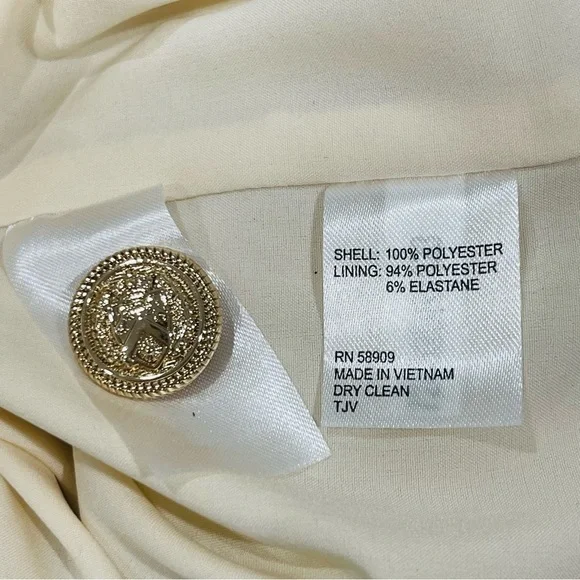 SHELL: 100% POLYESTER
LINING: 94% POLYESTER
6% ELASTANE
RN 58909
MADE IN VIETNAM
DRY CLEAN
TJV